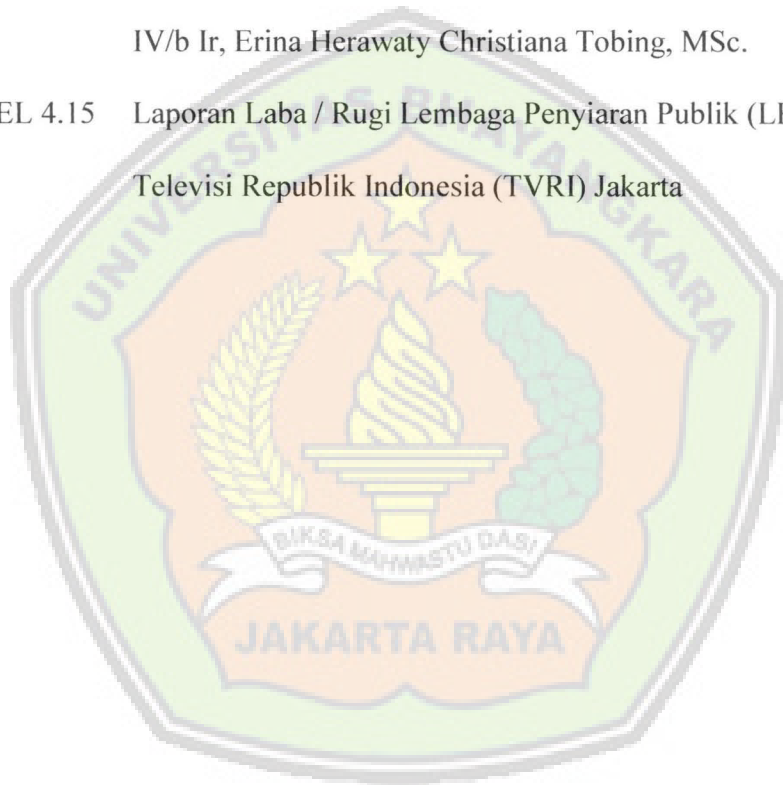 IV/b Ir, Erina Herawaty Christiana Tobing, MSc.
EL 4.15 Laporan Laba / Rugi Lembaga Penyiaran Publik (L
Televisi Republik Indonesia (TVRI) Jakarta
UNIVERSITAS BHAYANGKARA
BIKSA MAHWASTU DASI
JAKARTA RAYA